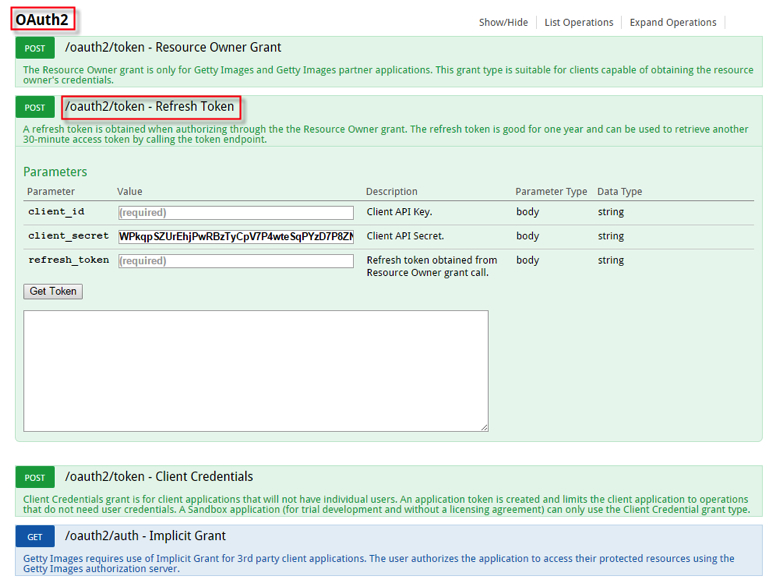 OAuth2
Show/Hide List Operations Expand Operations
POST /oauth2/token - Resource Owner Grant
The Resource Owner grant is only for Getty Images and Getty Images partner applications. This grant type is suitable for clients capable of obtaining the resource
owner's credentials.
POST /oauth2/token - Refresh Token
A refresh token is obtained when authorizing through the the Resource Owner grant. The refresh token is good for one year and can be used to retrieve another
30-minute access token by calling the token endpoint.
Parameters
Parameter Value Description Parameter Type Data Type
client_id (required) Client API Key. body string
client_secret WPkqpSZUrEhjPwRBzTyCpV7P4wteSqPYzD7P8ZM Client API Secret. body string
refresh_token (required) Refresh token obtained from body string
Resource Owner grant call.
Get Token
POST /oauth2/token - Client Credentials
Client Credentials grant is for client applications that will not have individual users. An application token is created and limits the client application to operations
that do not need user credentials. A Sandbox application (for trial development and without a licensing agreement) can only use the Client Credential grant type.
GET /oauth2/auth - Implicit Grant
Getty Images requires use of Implicit Grant for 3rd party client applications. The user authorizes the application to access their protected resources using the
Getty Images authorization server.